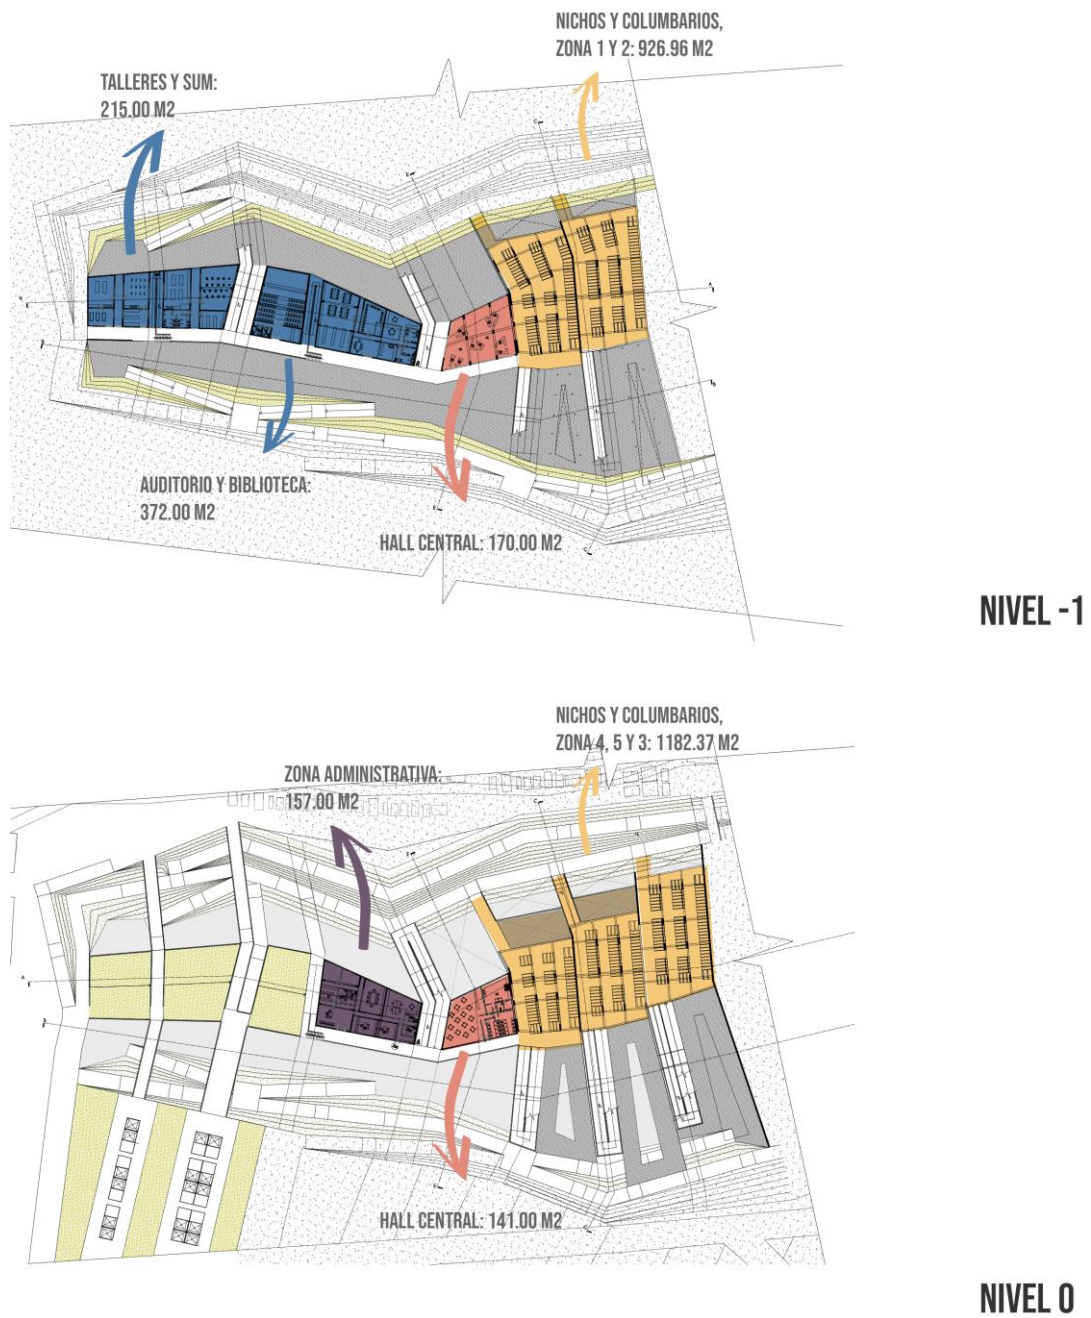 NICHOS Y COLUMBARIOS,
ZONA 1 Y 2: 926.96 M2
TALLERES Y SUM:
215.00 M2
AUDITORIO Y BIBLIOTECA:
372.00 M2
HALL CENTRAL: 170.00 M2
NIVEL -1
NICHOS Y COLUMBARIOS,
ZONA 4, 5 Y 3: 1182.37 M2
ZONA ADMINISTRATIVA:
157.00 M2
HALL CENTRAL: 141.00 M2
NIVEL 0